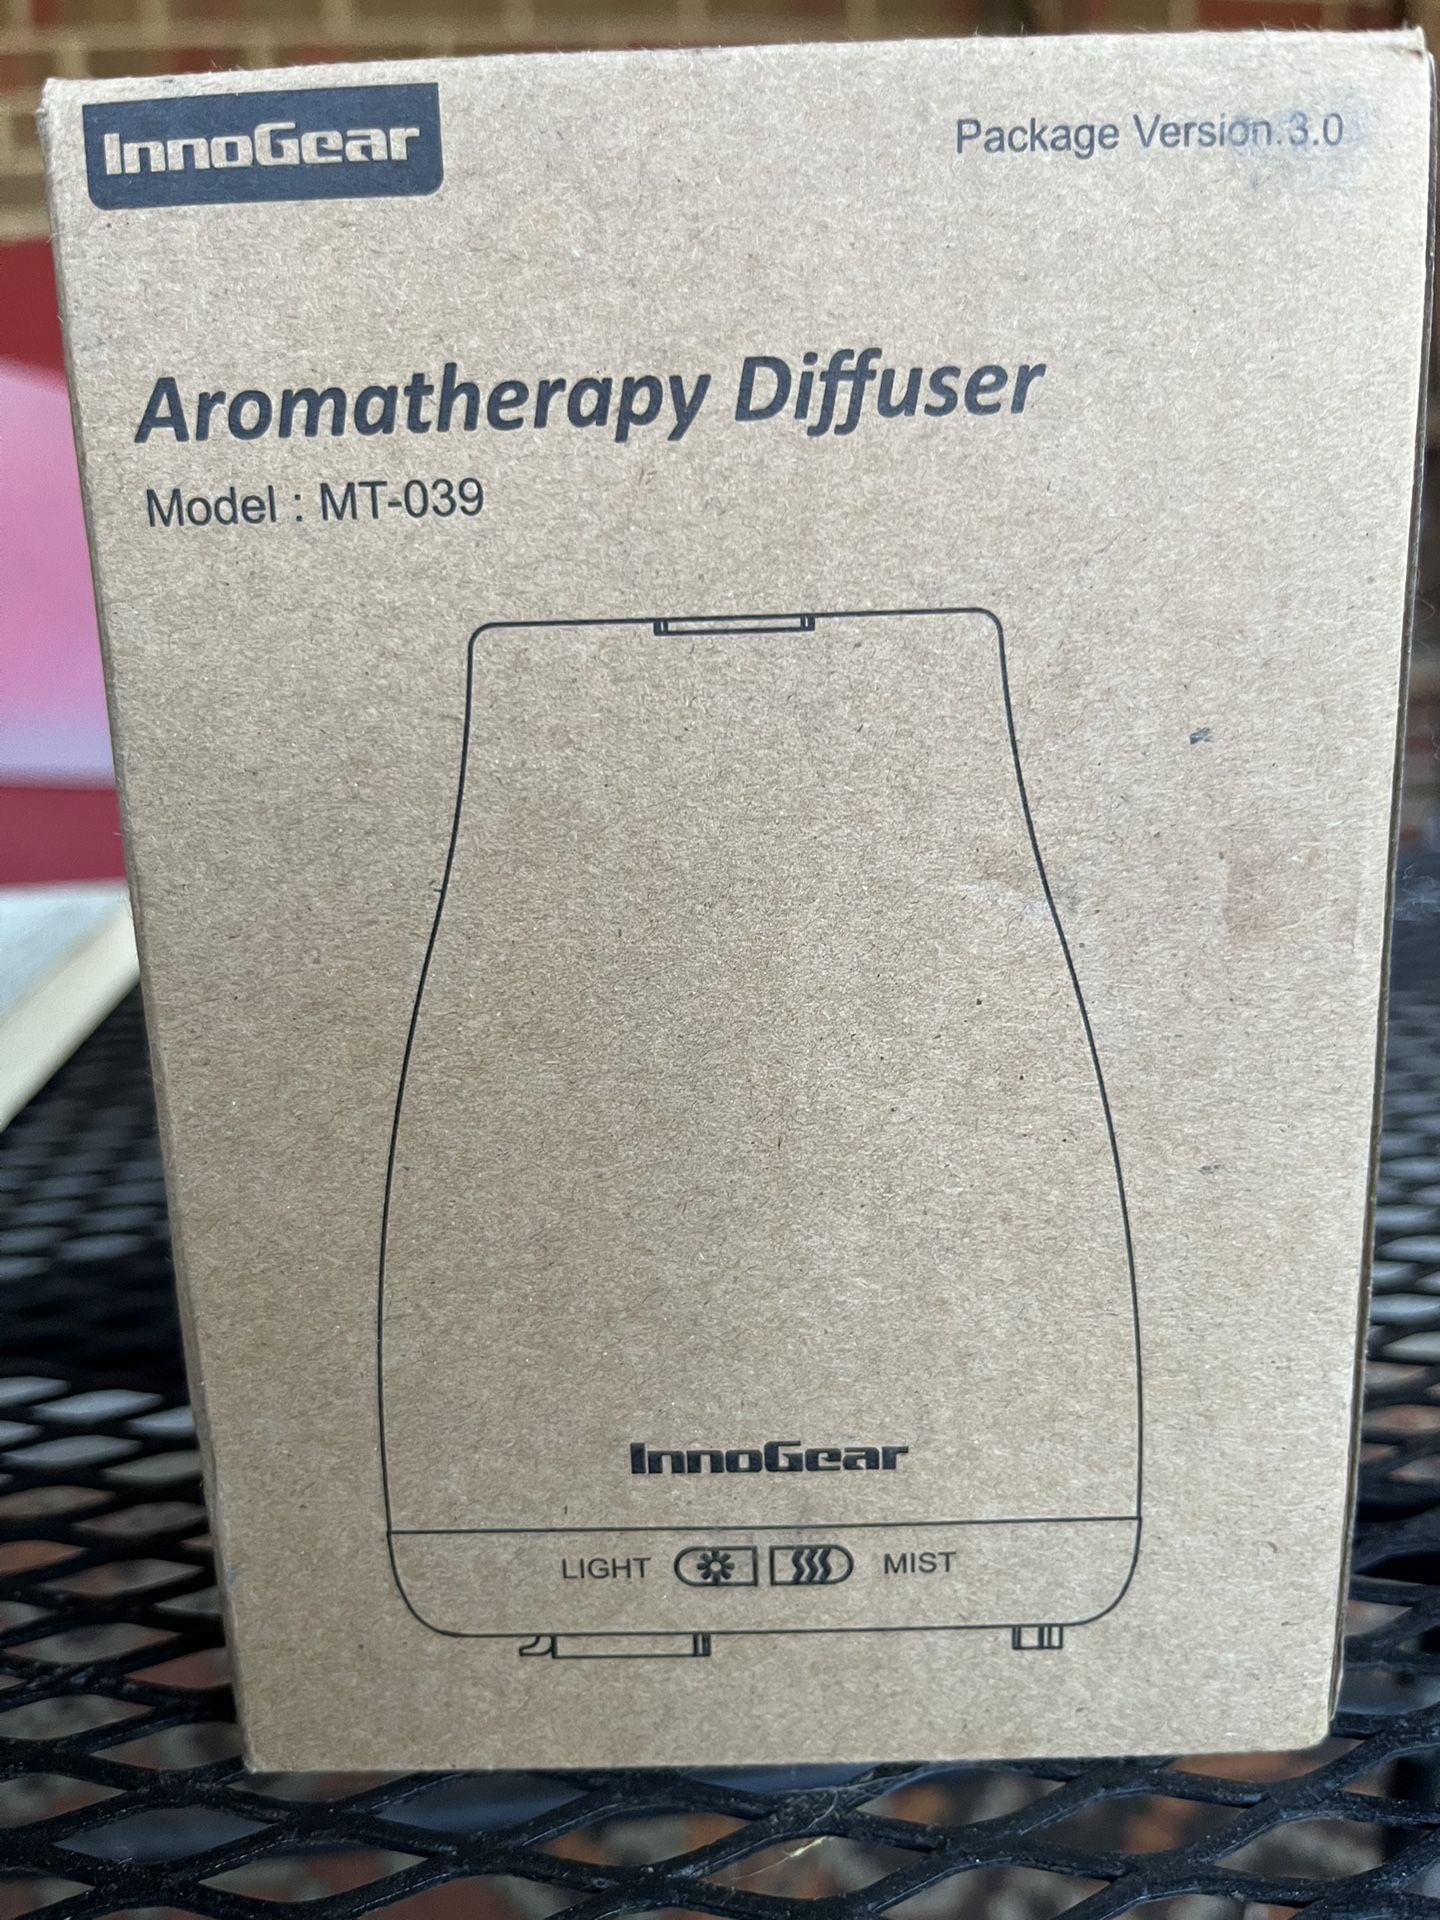 InnoGear
Package Version.3.0
Aromatherapy Diffuser
Model : MT-039
InnoGear
LIGHT MIST